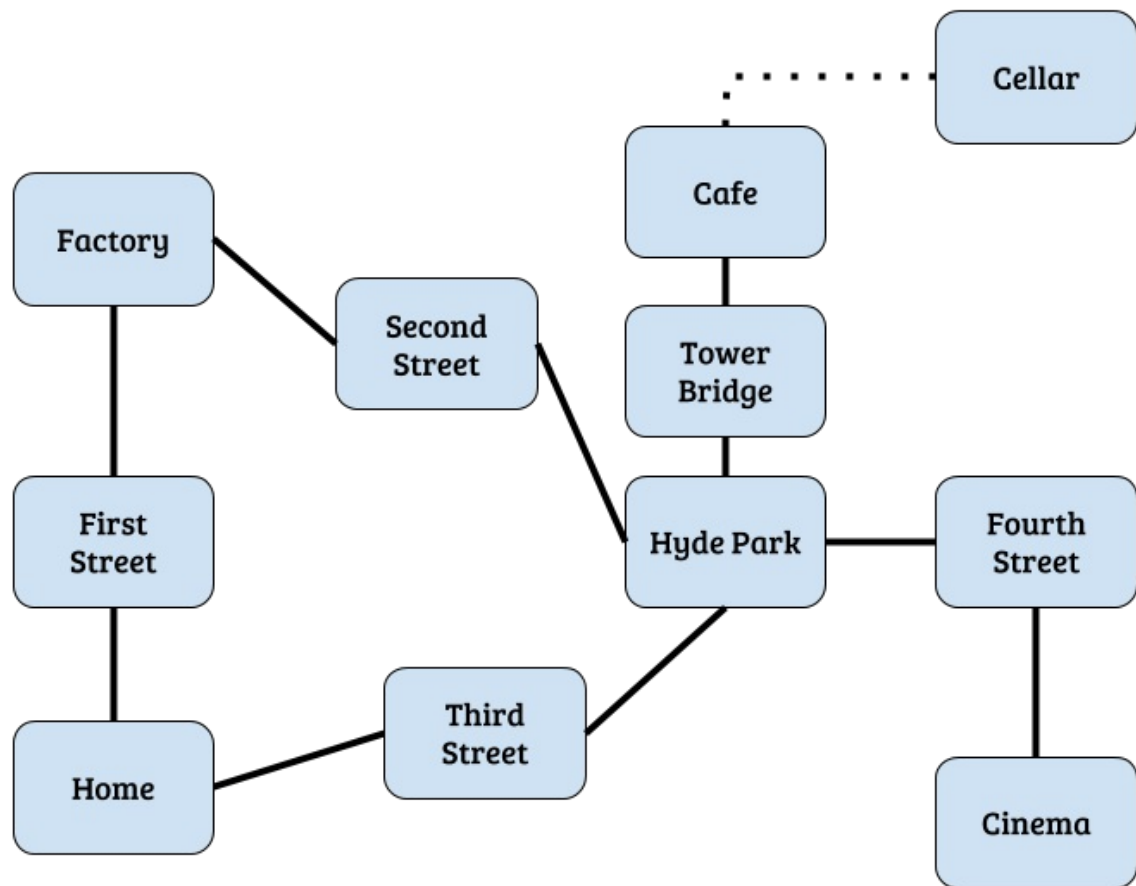 Cellar
Cafe
Factory
Second
Street
Tower
Bridge
First
Street
Hyde Park
Fourth
Street
Third
Street
Home
Cinema